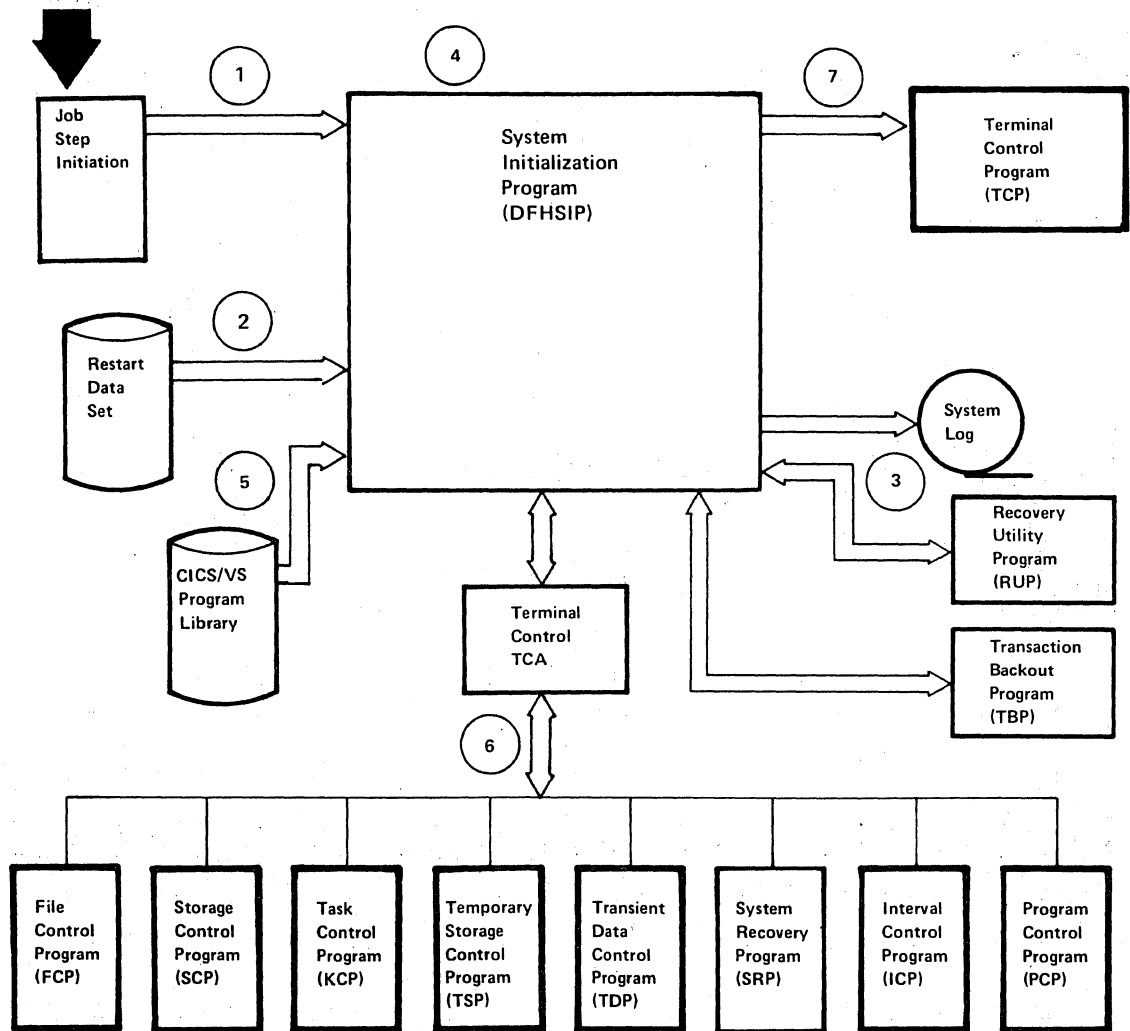 1
4
7
Job
Step
Initiation
System
Initialization
Program
(DFHSIP)
Terminal
Control
Program
(TCP)
2
Restart
Data
Set
System
Log
5
3
CICS/VS
Program
Library
Recovery
Utility
Program
(RUP)
Terminal
Control
TCA
Transaction
Backout
Program
(TBP)
6
File
Control
Program
(FCP)
Storage
Control
Program
(SCP)
Task
Control
Program
(KCP)
Temporary
Storage
Control
Program
(TSP)
Transient
Data
Control
Program
(TDP)
System
Recovery
Program
(SRP)
Interval
Control
Program
(ICP)
Program
Control
Program
(PCP)